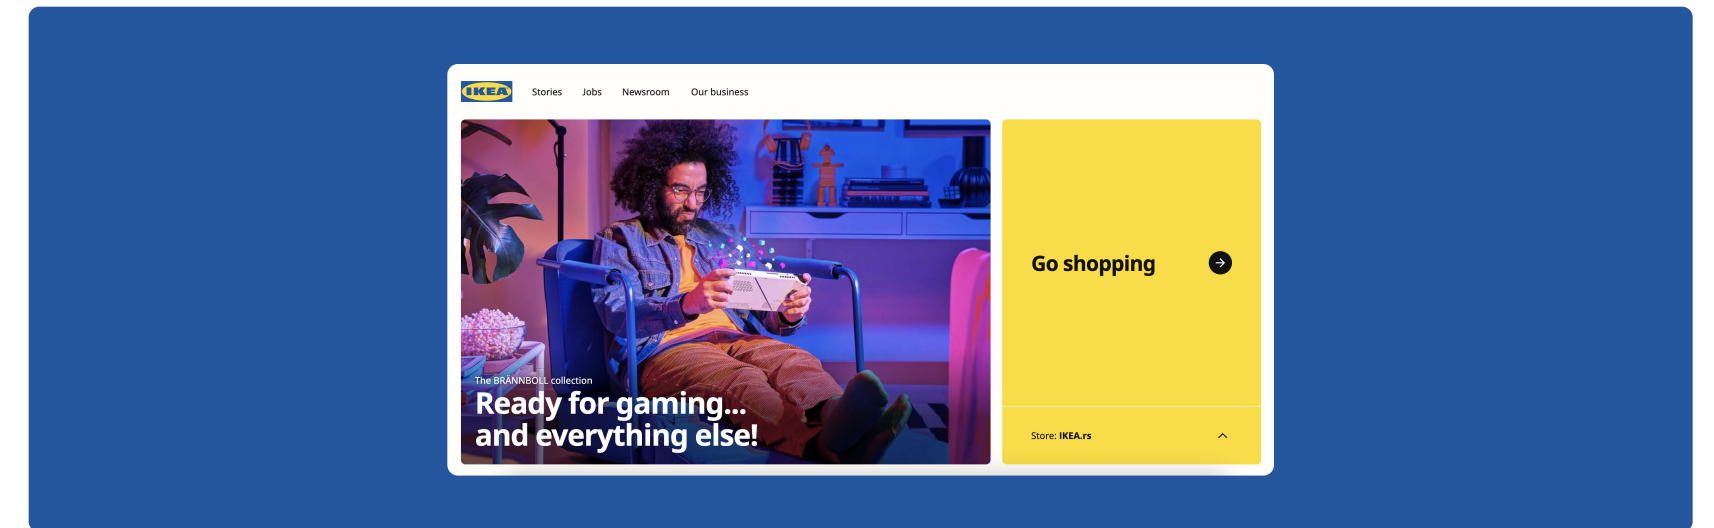 IKEA
Stories
Jobs
Newsroom
Our business
The BRÄNNBOLL collection
Ready for gaming...
and everything else!
Go shopping
Store: IKEA.rs